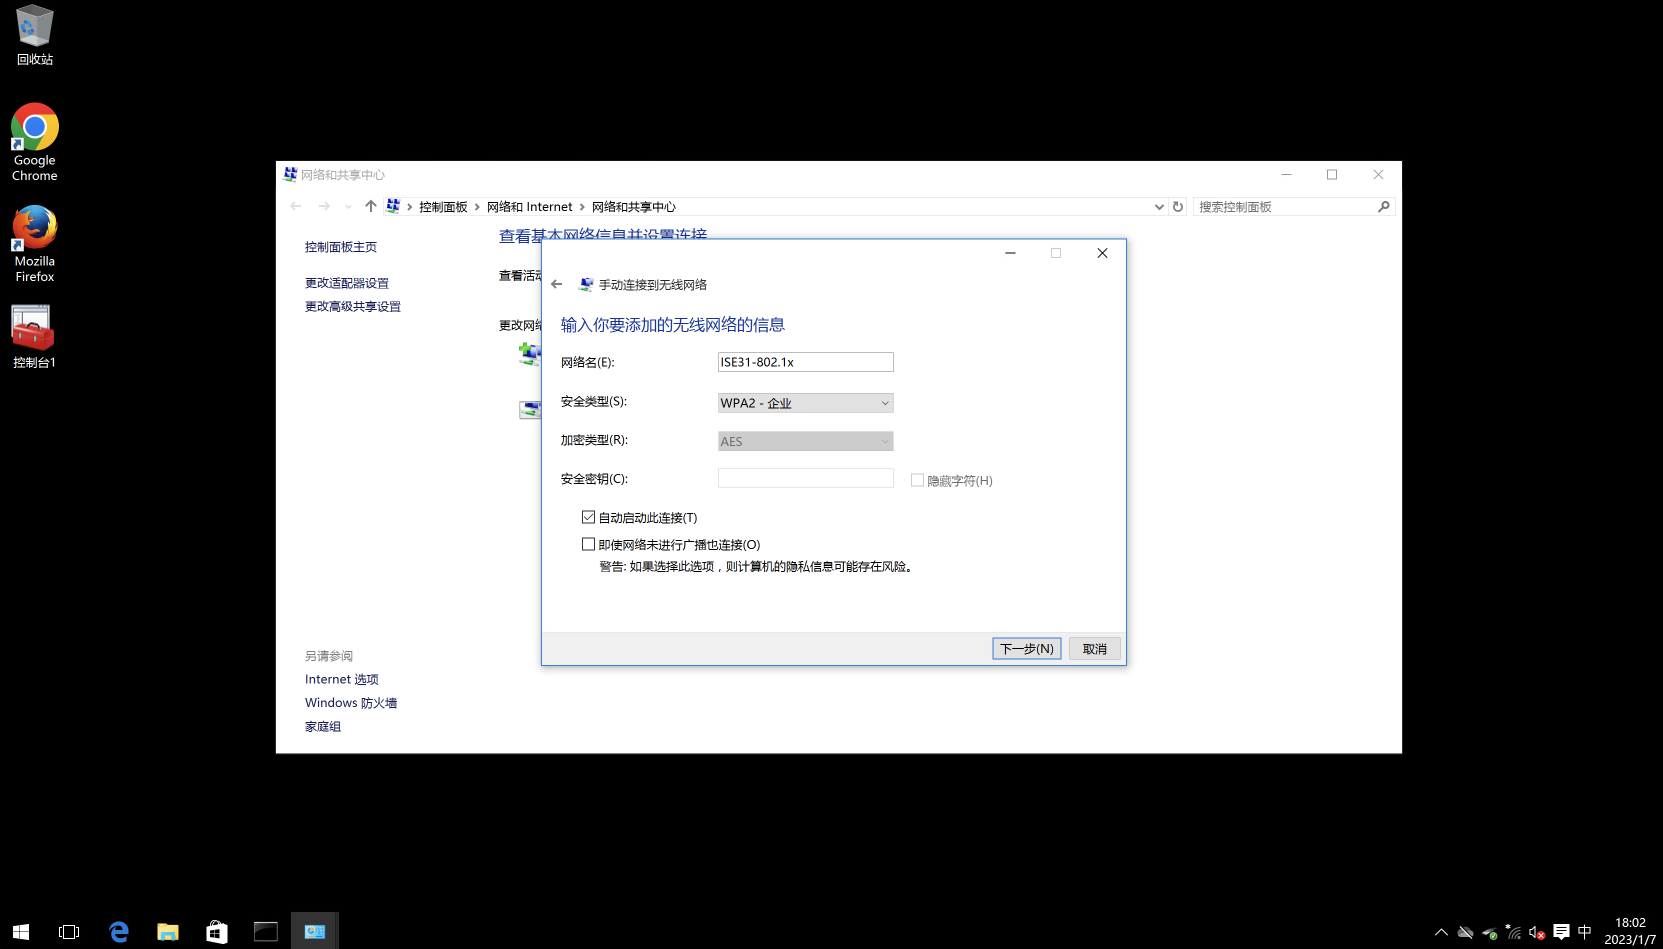 回收站
Google
Chrome
Mozilla
Firefox
控制台1
网络和共享中心
控制面板
网络和 Internet
网络和共享中心
搜索控制面板
控制面板主页
更改适配器设置
更改高级共享设置
查看基本网络信息并设置连接
查看活动
更改网络
手动连接到无线网络
输入你要添加的无线网络的信息
网络名(E):
ISE31-802.1x
安全类型(S):
WPA2 - 企业
加密类型(R):
AES
安全密钥(C):
隐藏字符(H)
自动启动此连接(T)
即使网络未进行广播也连接(O)
警告: 如果选择此选项，则计算机的隐私信息可能存在风险。
下一步(N)
取消
另请参阅
Internet 选项
Windows 防火墙
家庭组
中
18:02
2023/1/7